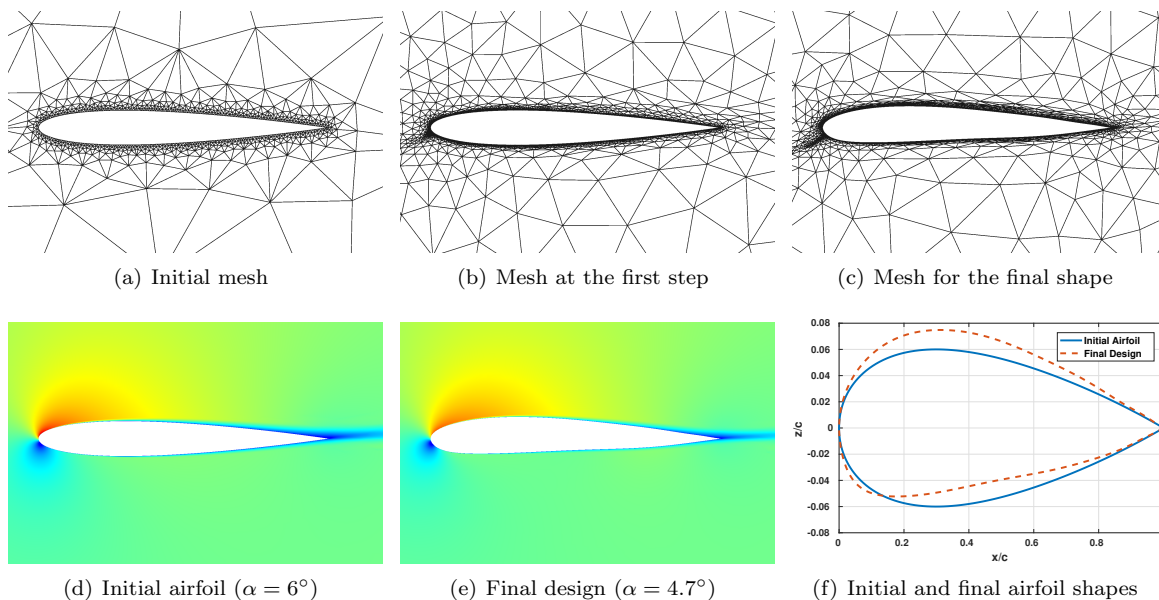 (a) Initial mesh
(b) Mesh at the first step
(c) Mesh for the final shape
0.08
0.06
0.04
0.02
0
-0.02
-0.04
-0.06
-0.08
z/c
Initial Airfoil
Final Design
0 0.2 0.4 0.6 0.8
x/c
(d) Initial airfoil (α = 6°)
(e) Final design (α = 4.7°)
(f) Initial and final airfoil shapes